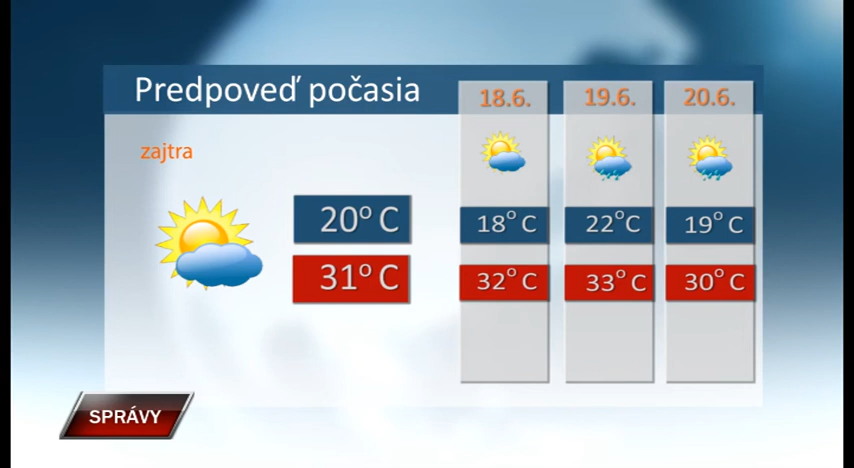 Predpoveď počasia
zajtra
20° C
31° C
18.6. 19.6. 20.6.
18° C 22°C 19° C
32° C 33° C 30° C
SPRÁVY